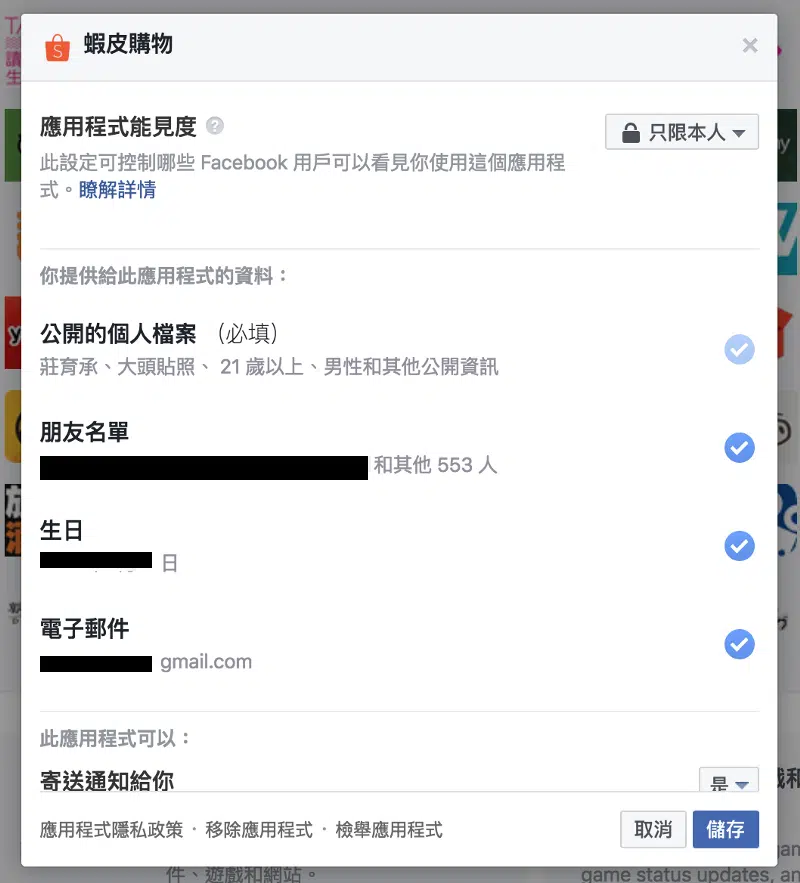 蝦皮購物
應用程式能見度
只限本人
此設定可控制哪些 Facebook 用戶可以看見你使用這個應用程
式。瞭解詳情
你提供給此應用程式的資料：
公開的個人檔案 （必填）
莊育承、大頭貼照、 21 歲以上、男性和其他公開資訊
朋友名單
和其他 553 人
生日
日
電子郵件
gmail.com
此應用程式可以：
寄送通知給你
是
應用程式隱私政策 · 移除應用程式 · 檢舉應用程式
取消
儲存
件、遊戲和網站。
game status updates, an